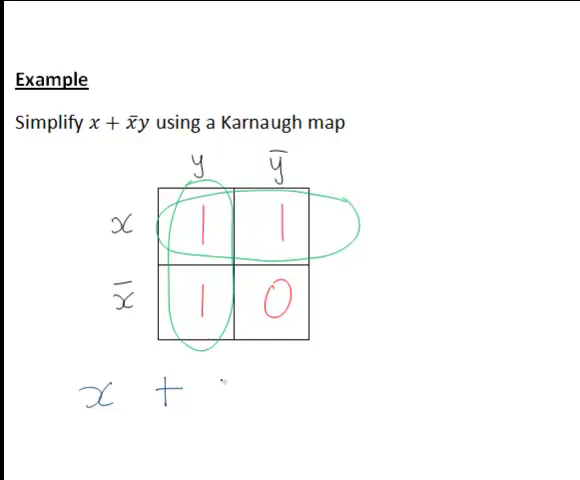 Example
Simplify x + x̄y using a Karnaugh map
y ȳ
x 1 1
x̄ 1 0
x +